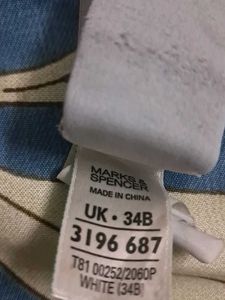 MARKS &
SPENCER
MADE IN CHINA
UK • 34B
3196 687
T81 00252/2060P
WHITE (34B)